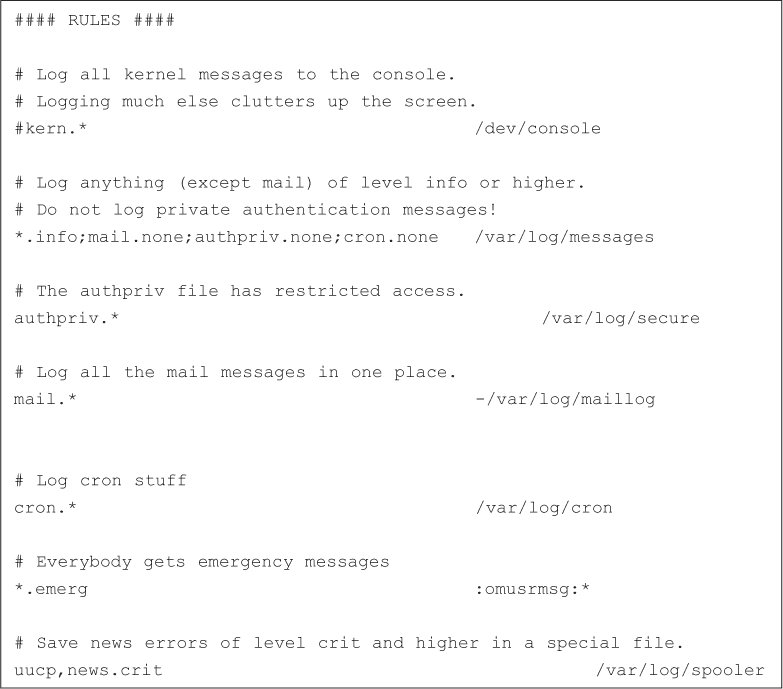 #### RULES ####
# Log all kernel messages to the console.
# Logging much else clutters up the screen.
#kern.* /dev/console
# Log anything (except mail) of level info or higher.
# Do not log private authentication messages!
*.info;mail.none;authpriv.none;cron.none /var/log/messages
# The authpriv file has restricted access.
authpriv.* /var/log/secure
# Log all the mail messages in one place.
mail.* -/var/log/maillog
# Log cron stuff
cron.* /var/log/cron
# Everybody gets emergency messages
*.emerg :omusrmsg:*
# Save news errors of level crit and higher in a special file.
uucp,news.crit /var/log/spooler